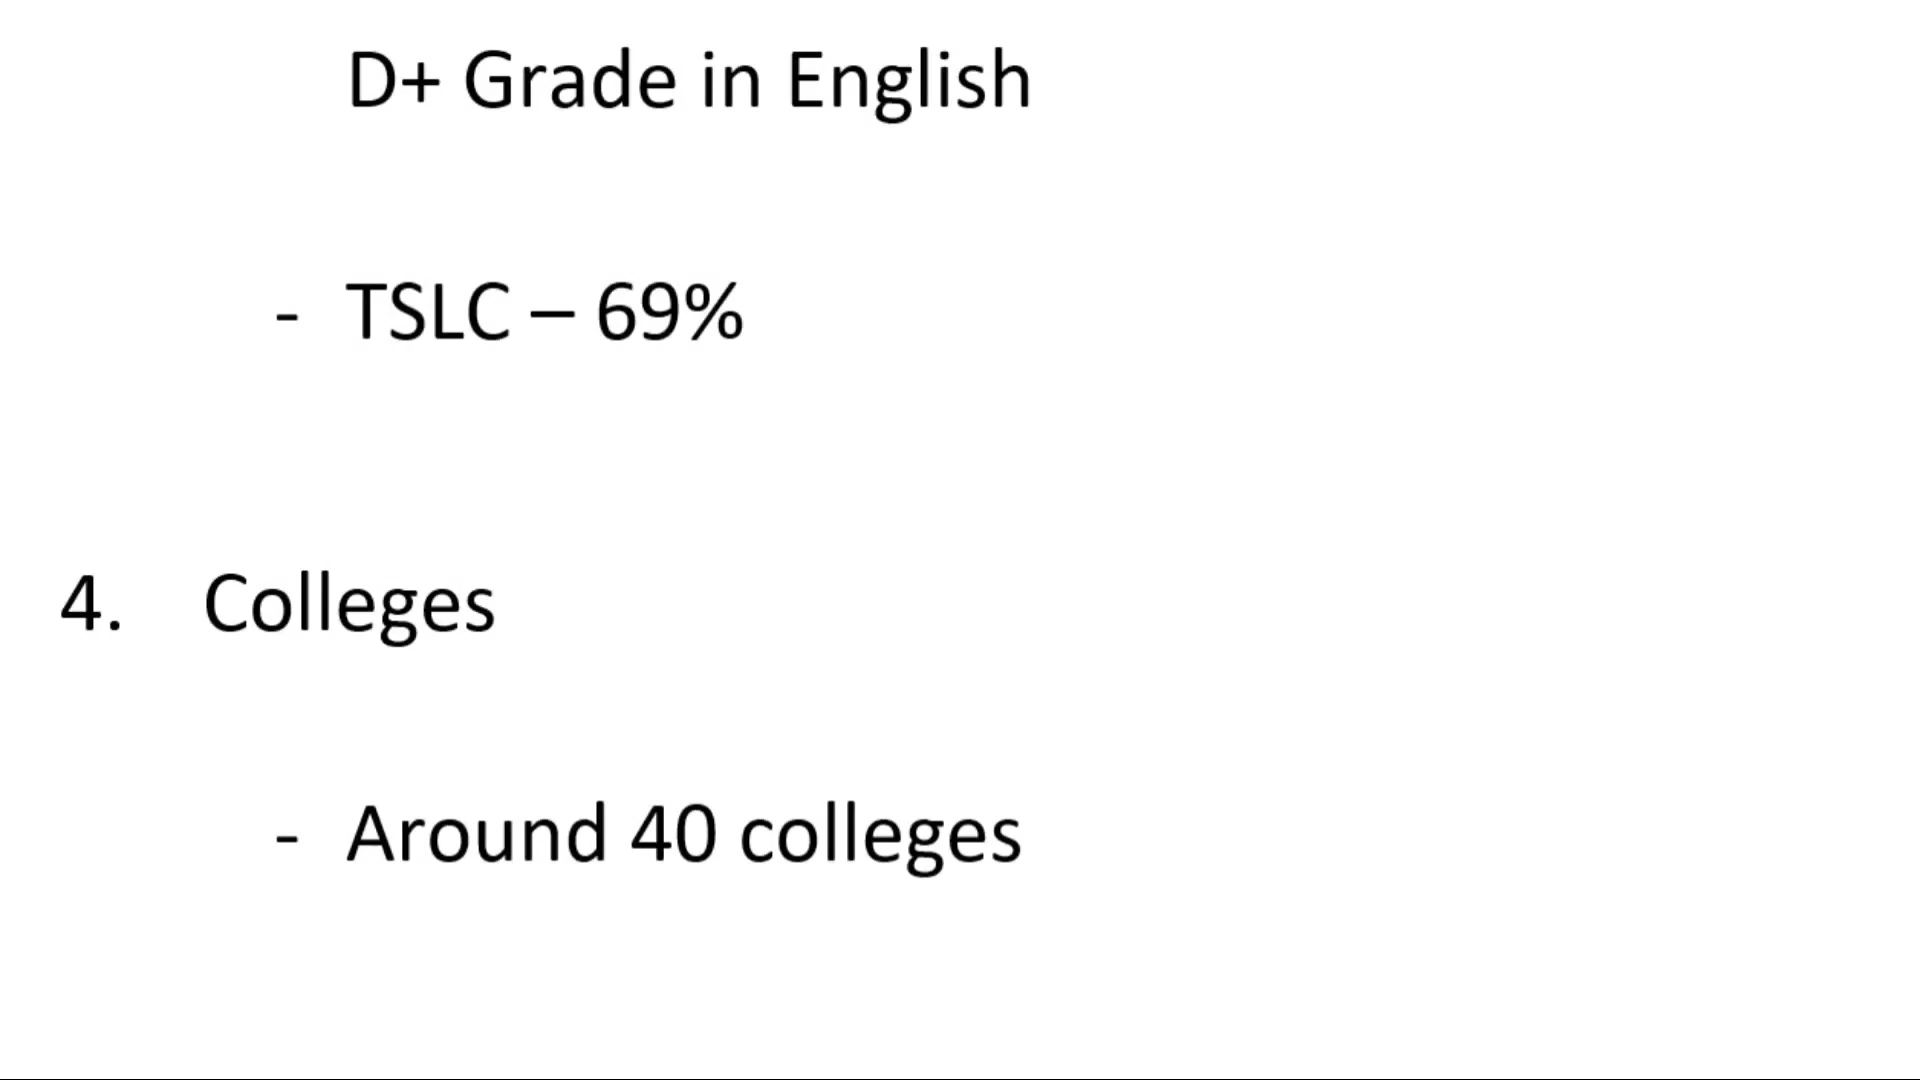 D+ Grade in English
- TSLC – 69%
4. Colleges
- Around 40 colleges